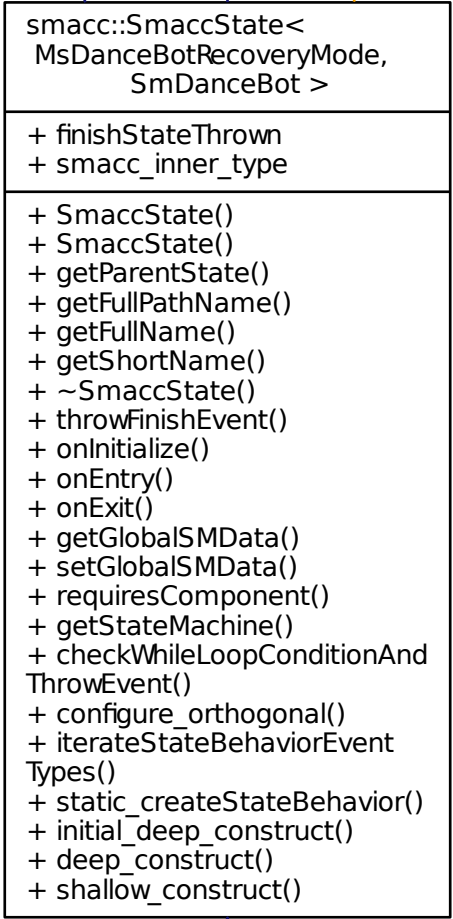 smacc::SmaccState<
MsDanceBotRecoveryMode,
SmDanceBot >
+ finishStateThrown
+ smacc_inner_type
+ SmaccState()
+ SmaccState()
+ getParentState()
+ getFullPathName()
+ getFullName()
+ getShortName()
+ ~SmaccState()
+ throwFinishEvent()
+ onInitialize()
+ onEntry()
+ onExit()
+ getGlobalSMData()
+ setGlobalSMData()
+ requiresComponent()
+ getStateMachine()
+ checkWhileLoopConditionAnd
ThrowEvent()
+ configure_orthogonal()
+ iterateStateBehaviorEvent
Types()
+ static_createStateBehavior()
+ initial_deep_construct()
+ deep_construct()
+ shallow_construct()